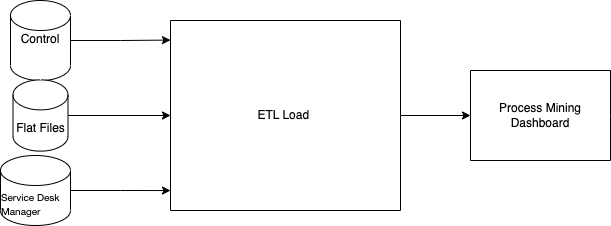 Control
Flat Files
Service Desk
Manager
ETL Load
Process Mining
Dashboard